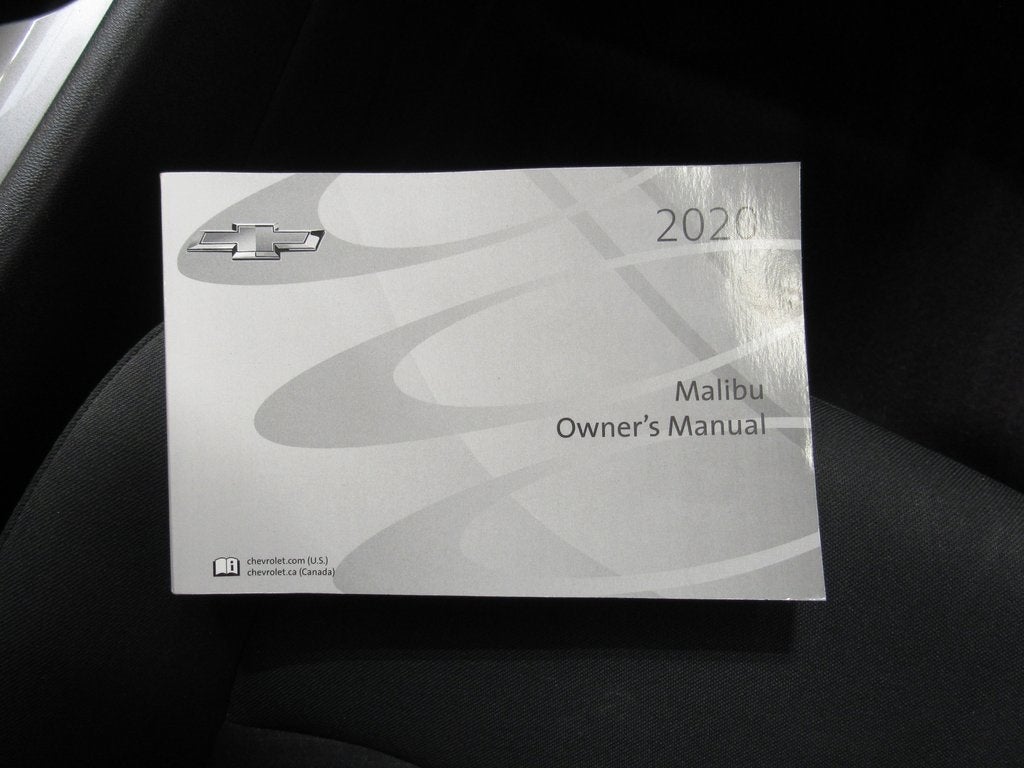 2020
Malibu
Owner's Manual
chevrolet.com (U.S.)
chevrolet.ca (Canada)